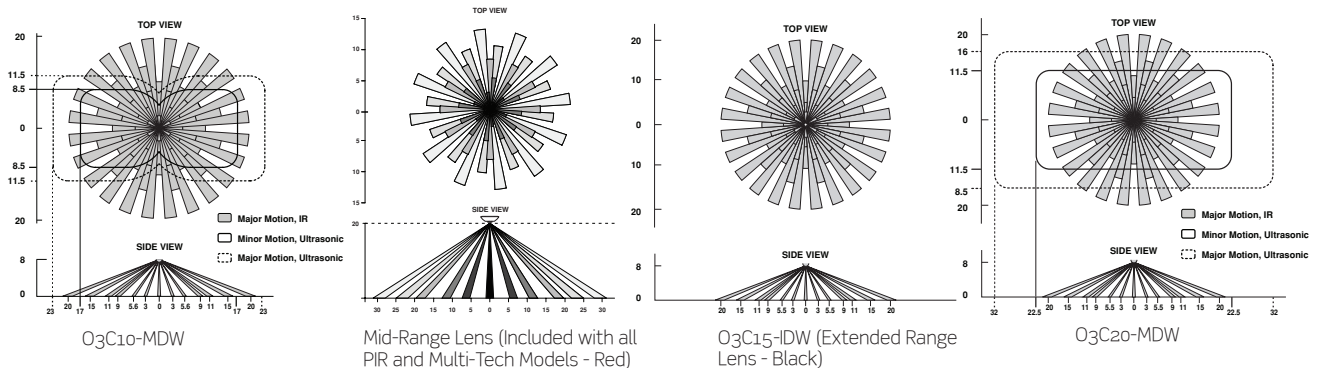 TOP VIEW
20
11.5
8.5
0
8.5
11.5
20
Major Motion, IR
Minor Motion, Ultrasonic
Major Motion, Ultrasonic
SIDE VIEW
8
0
20 15 11 9 5.6 3 0 3 5.6 9 11 15 20
23 17 17 23
O3C10-MDW
TOP VIEW
15
10
5
0
5
10
15
SIDE VIEW
20
30 25 20 15 10 5 0 5 10 15 20 25 30
Mid-Range Lens (Included with all
PIR and Multi-Tech Models - Red)
TOP VIEW
20
10
0
10
20
SIDE VIEW
8
0
20 15 11 9 5.5 3 0 3 5.5 9 11 15 20
O3C15-IDW (Extended Range
Lens - Black)
TOP VIEW
20
16
11.5
0
11.5
8.5
20
Major Motion, IR
Minor Motion, Ultrasonic
Major Motion, Ultrasonic
SIDE VIEW
8
0
20 15 11 9 5.5 3 0 3 5.5 9 11 15 20
32 22.5 22.5 32
O3C20-MDW